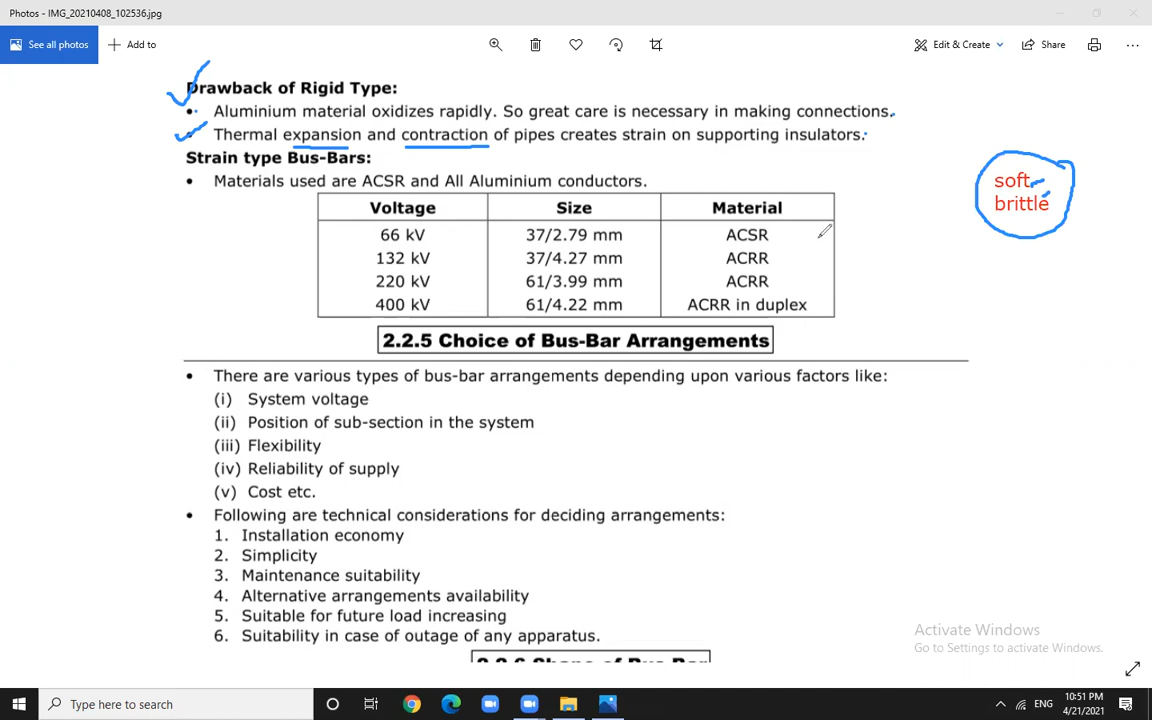 Photos - IMG_20210408_102536.jpg
See all photos
Add to
Edit & Create
Share
Drawback of Rigid Type:
• Aluminium material oxidizes rapidly. So great care is necessary in making connections.
• Thermal expansion and contraction of pipes creates strain on supporting insulators.
Strain type Bus-Bars:
• Materials used are ACSR and All Aluminium conductors.
soft
brittle
Voltage Size Material
66 kV 37/2.79 mm ACSR
132 kV 37/4.27 mm ACRR
220 kV 61/3.99 mm ACRR
400 kV 61/4.22 mm ACRR in duplex
2.2.5 Choice of Bus-Bar Arrangements
• There are various types of bus-bar arrangements depending upon various factors like:
(i) System voltage
(ii) Position of sub-section in the system
(iii) Flexibility
(iv) Reliability of supply
(v) Cost etc.
• Following are technical considerations for deciding arrangements:
1. Installation economy
2. Simplicity
3. Maintenance suitability
4. Alternative arrangements availability
5. Suitable for future load increasing
6. Suitability in case of outage of any apparatus.
2.2.6 Shape of Bus-Bar
Activate Windows
Go to Settings to activate Windows.
Type here to search
ENG
10:51 PM
4/21/2021